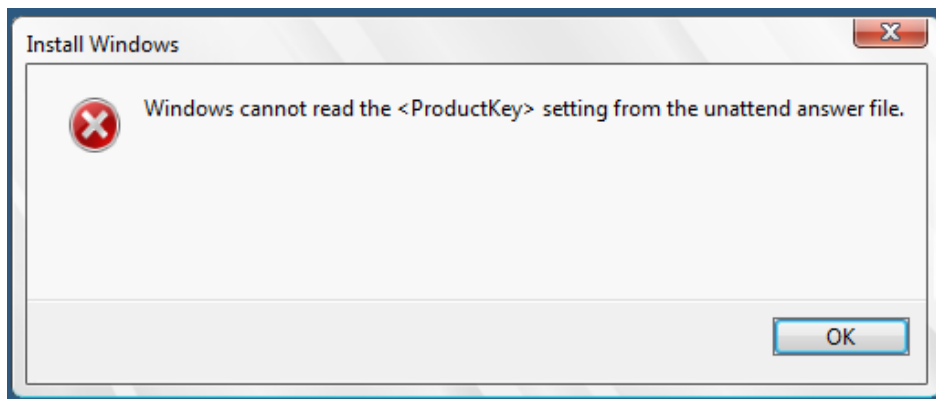 Install Windows
Windows cannot read the <ProductKey> setting from the unattend answer file.
OK